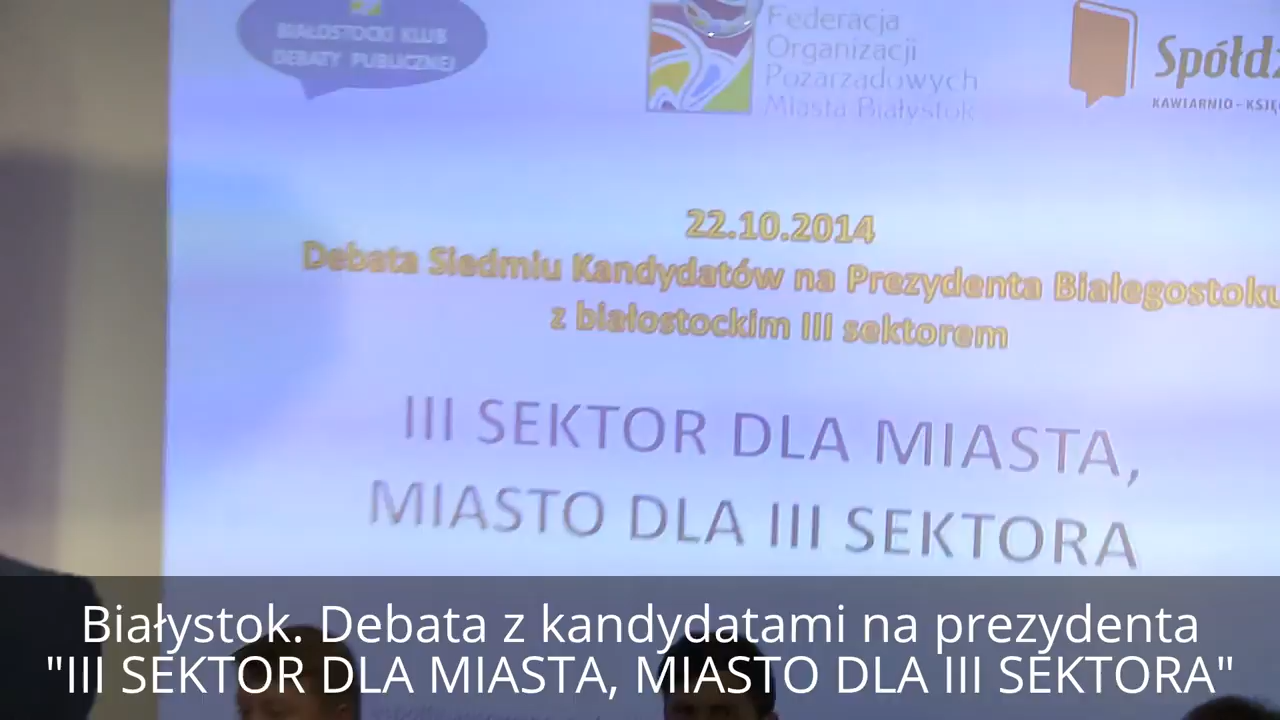 BIAŁOSTOCKI KLUB
DEBATY PUBLICZNEJ
Federacja
Organizacji
Pozarządowych
Miasta Białystok
Spółdz
KAWIARNIO-KSIĘ
22.10.2014
Debata Siedmiu Kandydatów na Prezydenta Białegostoku
z białostockim III sektorem
III SEKTOR DLA MIASTA,
MIASTO DLA III SEKTORA
Białystok. Debata z kandydatami na prezydenta
"III SEKTOR DLA MIASTA, MIASTO DLA III SEKTORA"